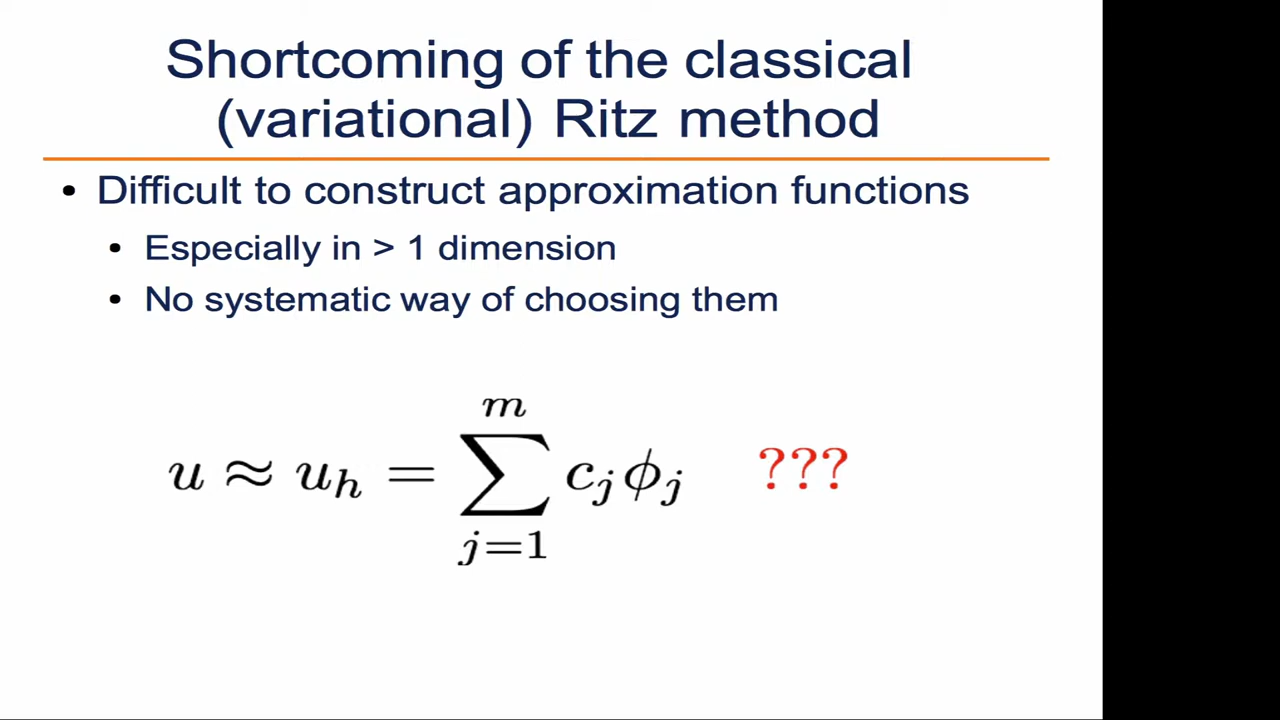 Shortcoming of the classical
(variational) Ritz method
• Difficult to construct approximation functions
• Especially in > 1 dimension
• No systematic way of choosing them
m
u ≈ u_h = ∑ c_j ϕ_j ???
j=1